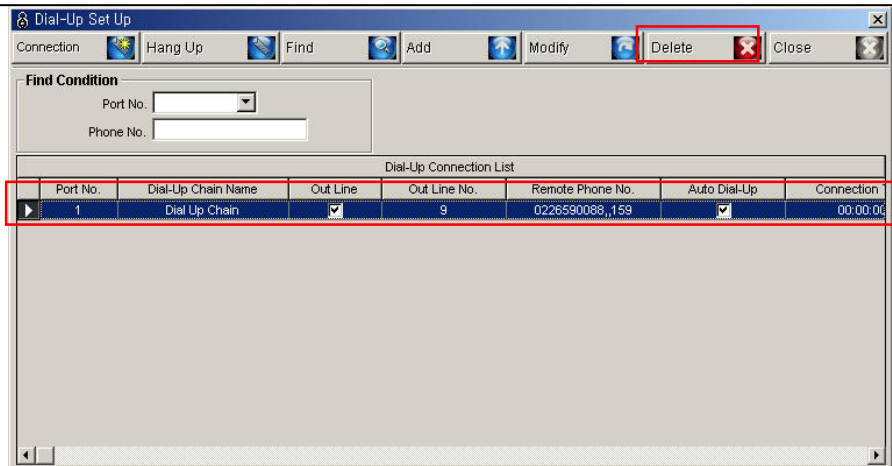 Dial-Up Set Up
Connection Hang Up Find Add Modify Delete Close
Find Condition
Port No.
Phone No.
Dial-Up Connection List
Port No. Dial-Up Chain Name Out Line Out Line No. Remote Phone No. Auto Dial-Up Connection
1 Dial Up Chain 9 0226590088,,159 00:00:00